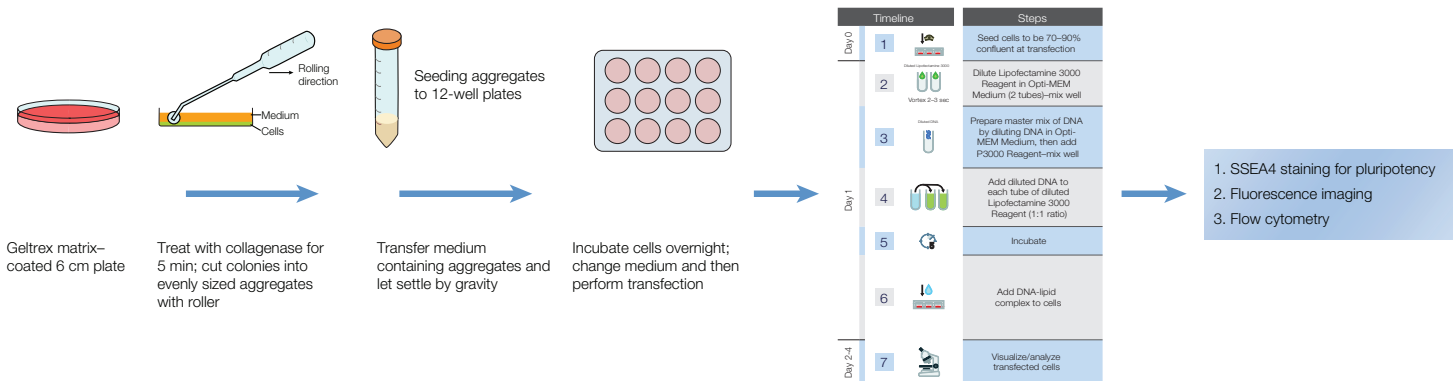 Rolling
direction
Medium
Cells
Seeding aggregates
to 12-well plates
Geltrex matrix–
coated 6 cm plate
Treat with collagenase for
5 min; cut colonies into
evenly sized aggregates
with roller
Transfer medium
containing aggregates and
let settle by gravity
Incubate cells overnight;
change medium and then
perform transfection
Timeline
Steps
Day 0
1
Seed cells to be 70–90%
confluent at transfection
Day 1
2
Diluted Lipofectamine 3000
Vortex 2–3 sec
Dilute Lipofectamine 3000
Reagent in Opti-MEM
Medium (2 tubes)–mix well
3
Diluted DNA
Prepare master mix of DNA
by diluting DNA in Opti-
MEM Medium, then add
P3000 Reagent–mix well
4
Add diluted DNA to
each tube of diluted
Lipofectamine 3000
Reagent (1:1 ratio)
5
Incubate
6
Add DNA-lipid
complex to cells
Day 2-4
7
Visualize/analyze
transfected cells
1. SSEA4 staining for pluripotency
2. Fluorescence imaging
3. Flow cytometry